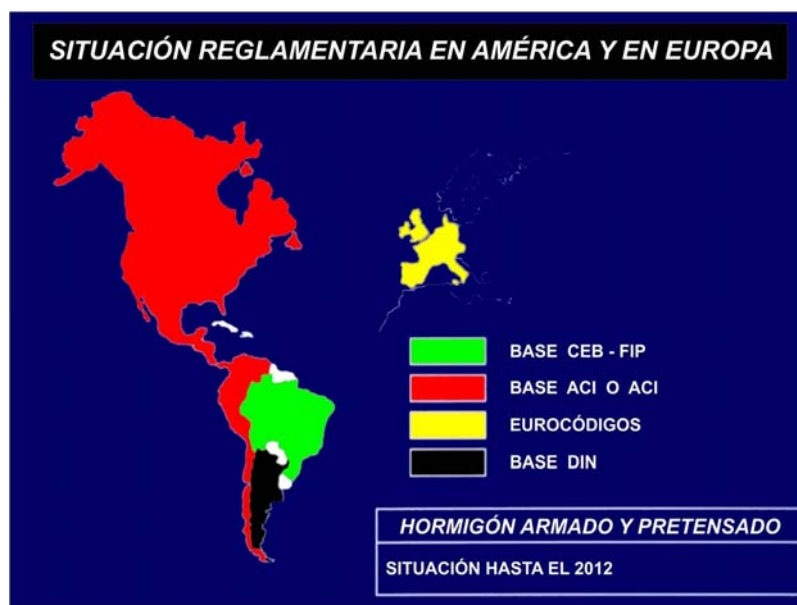 SITUACIÓN REGLAMENTARIA EN AMÉRICA Y EN EUROPA
BASE CEB - FIP
BASE ACI O ACI
EUROCÓDIGOS
BASE DIN
HORMIGÓN ARMADO Y PRETENSADO
SITUACIÓN HASTA EL 2012